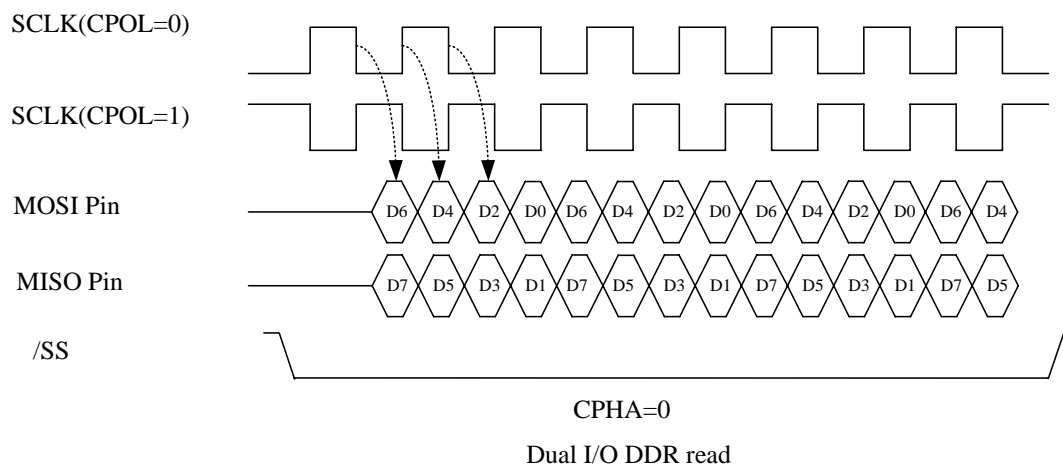 SCLK(CPOL=0)
SCLK(CPOL=1)
MOSI Pin D6 D4 D2 D0 D6 D4 D2 D0 D6 D4 D2 D0 D6 D4
MISO Pin D7 D5 D3 D1 D7 D5 D3 D1 D7 D5 D3 D1 D7 D5
/SS
CPHA=0
Dual I/O DDR read